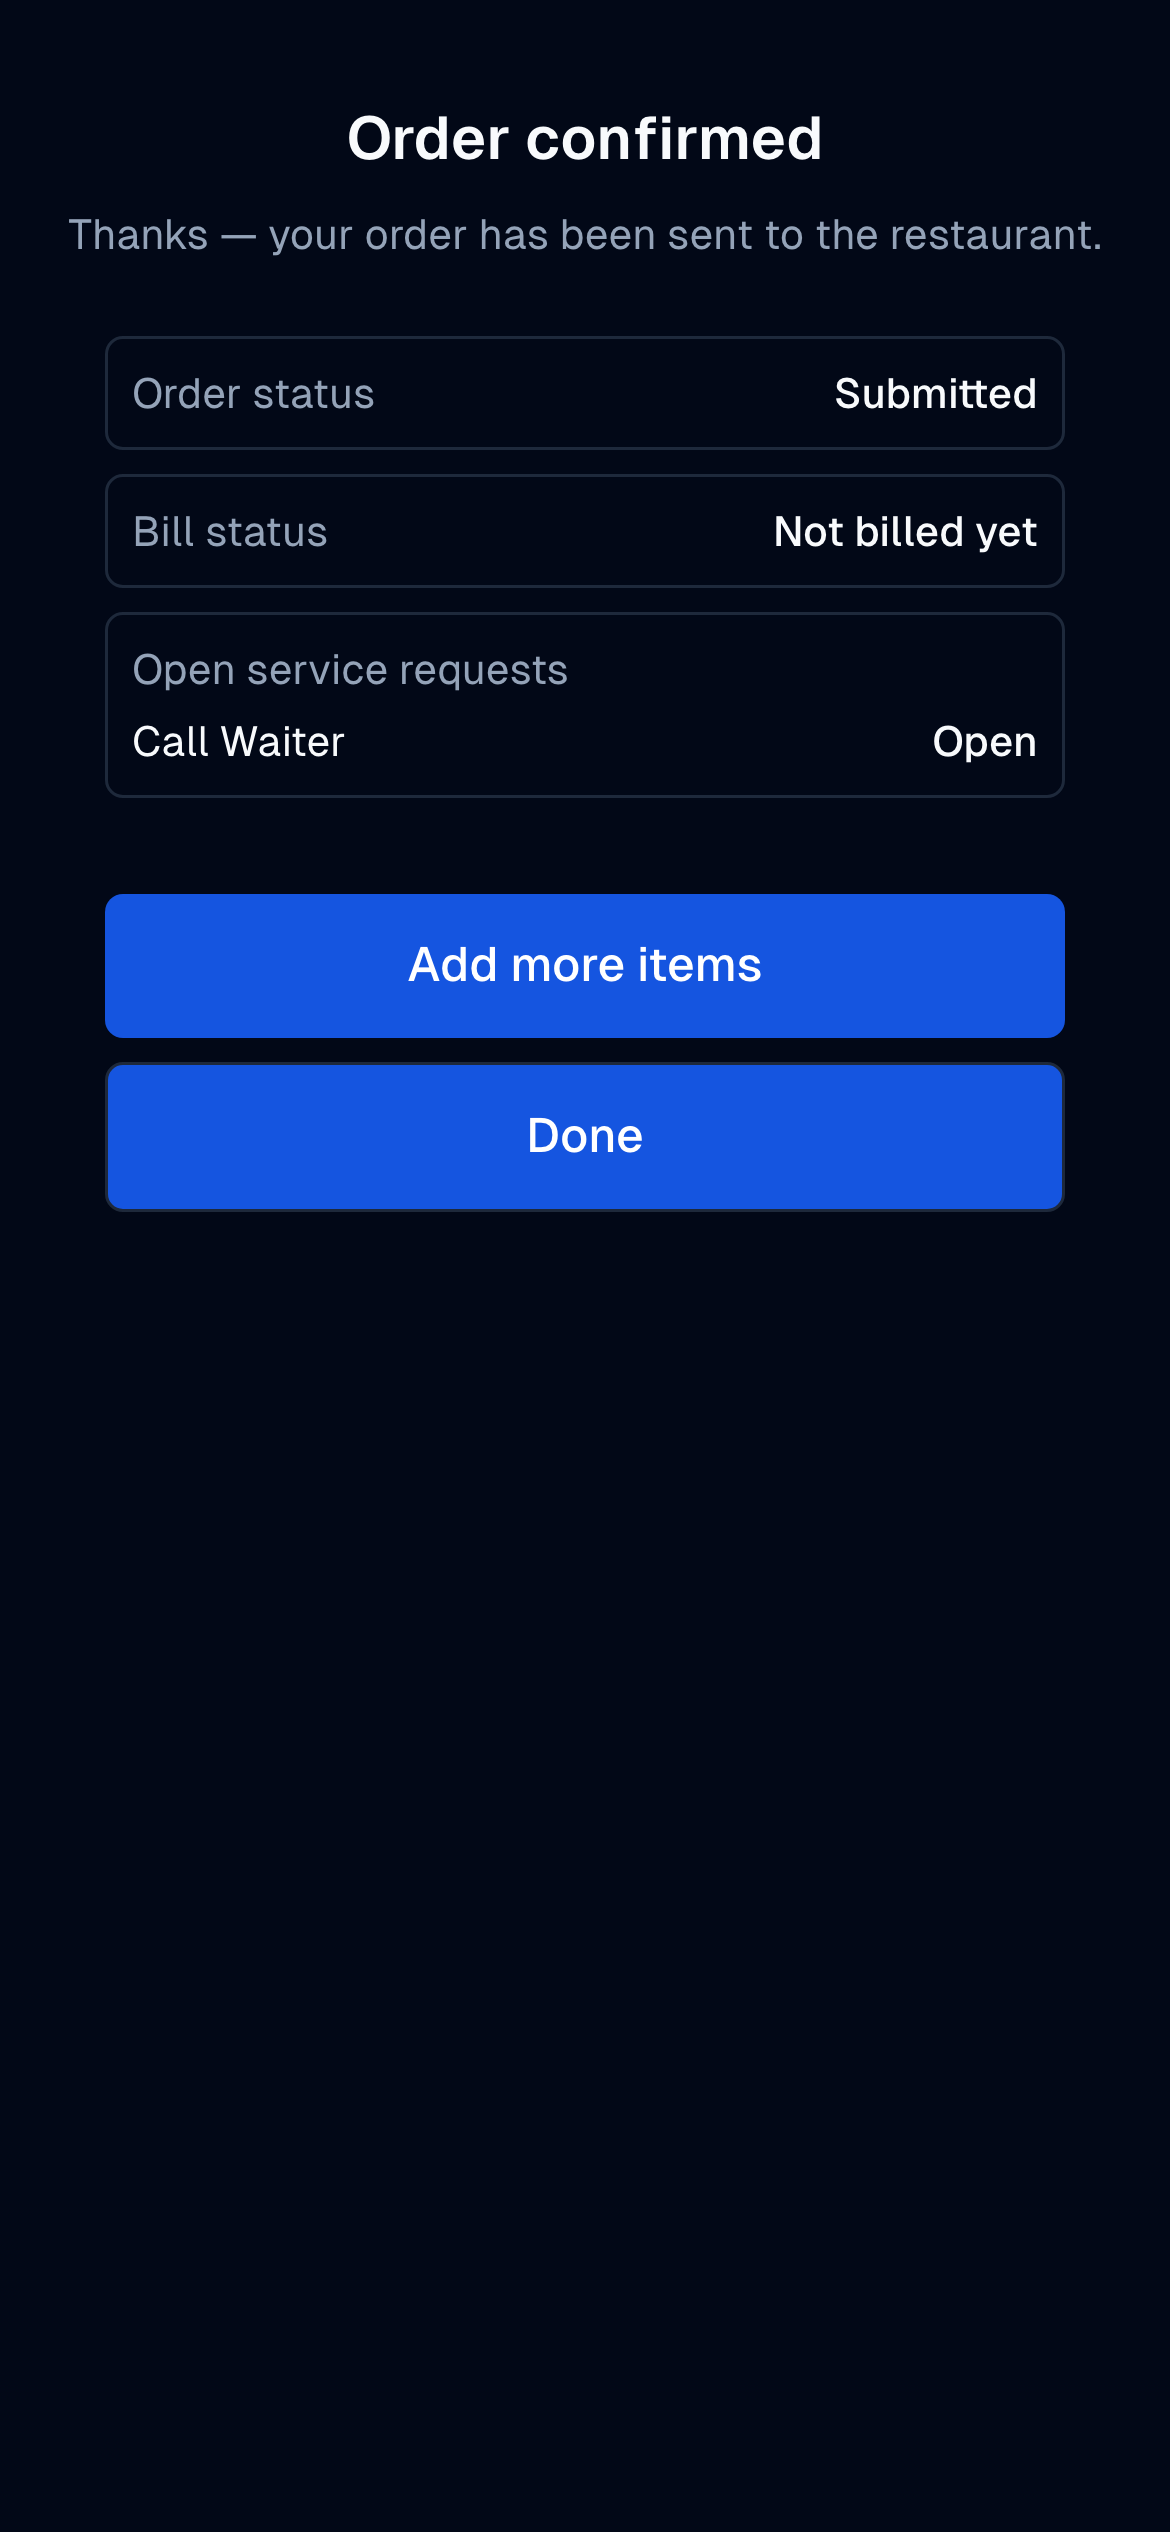 Order confirmed
Thanks — your order has been sent to the restaurant.
Order status Submitted
Bill status Not billed yet
Open service requests
Call Waiter Open
Add more items
Done